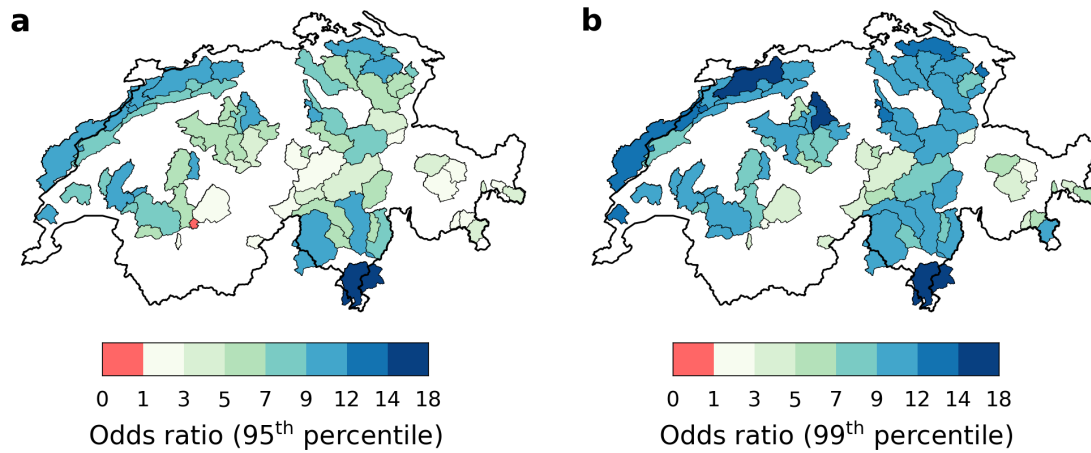 a
b
0 1 3 5 7 9 12 14 18
Odds ratio (95th percentile)
0 1 3 5 7 9 12 14 18
Odds ratio (99th percentile)